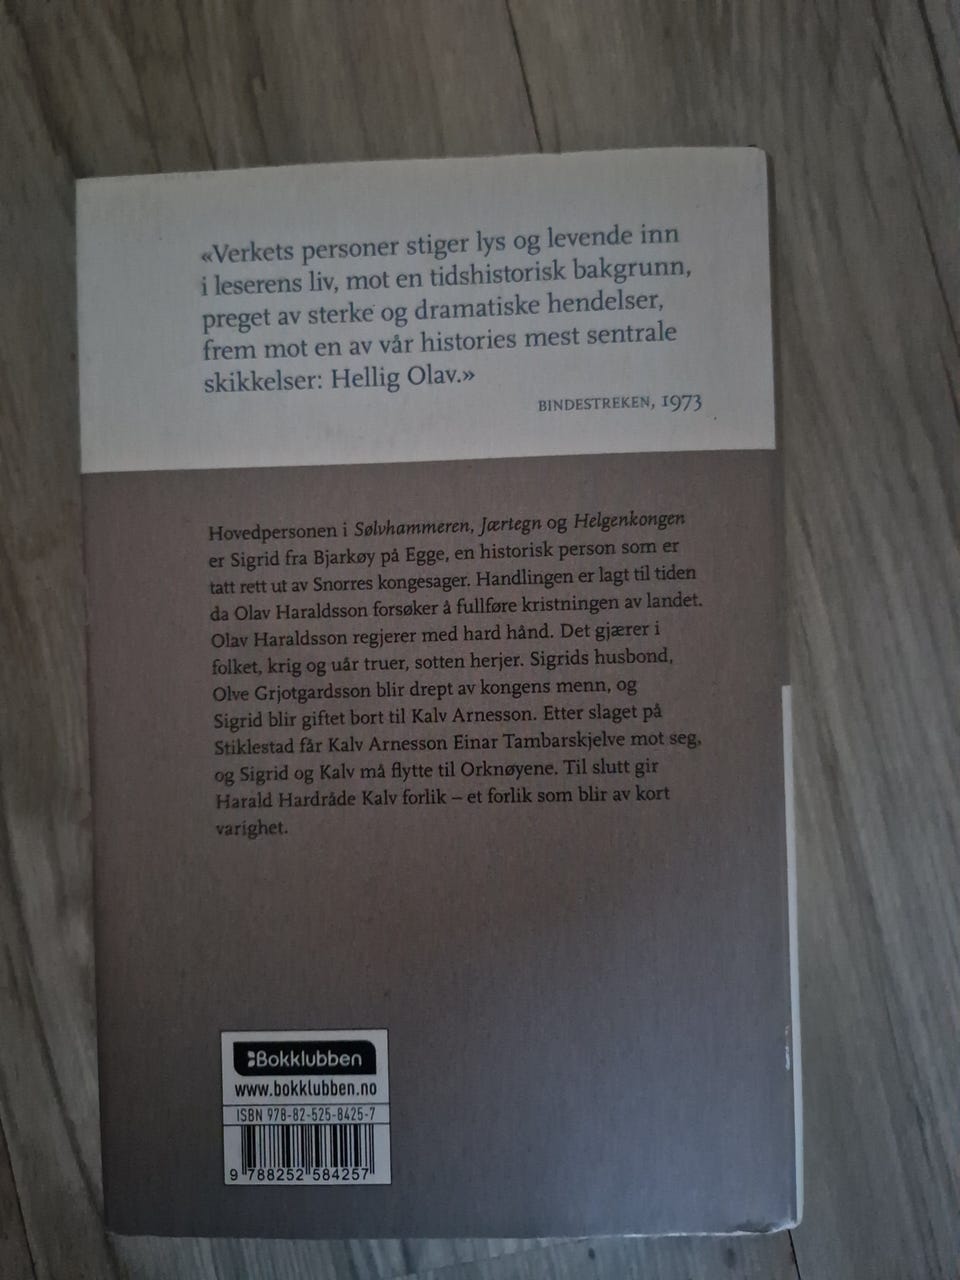 «Verkets personer stiger lys og levende inn
i leserens liv, mot en tidshistorisk bakgrunn,
preget av sterke og dramatiske hendelser,
frem mot en av vår histories mest sentrale
skikkelser: Hellig Olav.»
BINDESTREKEN, 1973
Hovedpersonen i Sølvhammeren, Jærtegn og Helgenkongen
er Sigrid fra Bjarkøy på Egge, en historisk person som er
tatt rett ut av Snorres kongesager. Handlingen er lagt til tiden
da Olav Haraldsson forsøker å fullføre kristningen av landet.
Olav Haraldsson regjerer med hard hånd. Det gjærer i
folket, krig og uår truer, sotten herjer. Sigrids husbond,
Olve Grjotgardsson blir drept av kongens menn, og
Sigrid blir giftet bort til Kalv Arnesson. Etter slaget på
Stiklestad får Kalv Arnesson Einar Tambarskjelve mot seg,
og Sigrid og Kalv må flytte til Orknøyene. Til slutt gir
Harald Hardråde Kalv forlik – et forlik som blir av kort
varighet.
Bokklubben
www.bokklubben.no
ISBN 978-82-525-8425-7
9 788252 584257